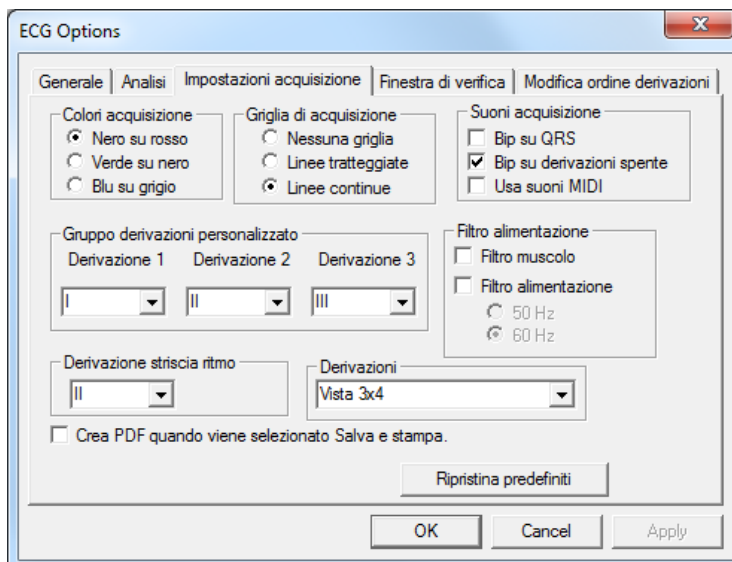 ECG Options
X
Generale Analisi Impostazioni acquisizione Finestra di verifica Modifica ordine derivazioni
Colori acquisizione
Nero su rosso
Verde su nero
Blu su grigio
Griglia di acquisizione
Nessuna griglia
Linee tratteggiate
Linee continue
Suoni acquisizione
Bip su QRS
Bip su derivazioni spente
Usa suoni MIDI
Gruppo derivazioni personalizzato
Derivazione 1 Derivazione 2 Derivazione 3
I II III
Filtro alimentazione
Filtro muscolo
Filtro alimentazione
50 Hz
60 Hz
Derivazione striscia ritmo
II
Derivazioni
Vista 3x4
Crea PDF quando viene selezionato Salva e stampa.
Ripristina predefiniti
OK Cancel Apply